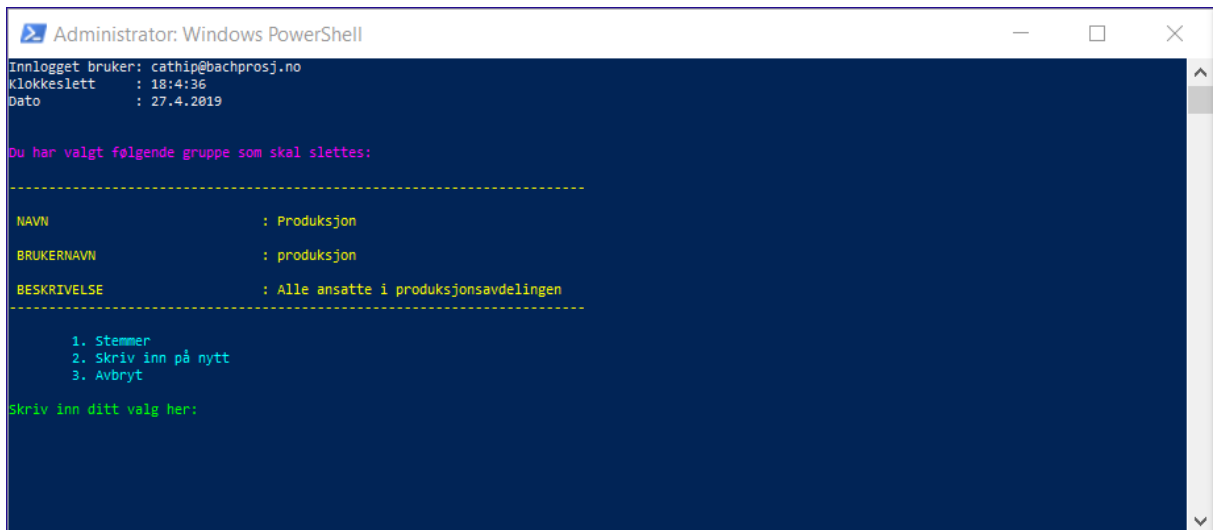 Administrator: Windows PowerShell
Innlogget bruker: cathip@bachprosj.no
Klokkeslett : 18:4:36
Dato : 27.4.2019
Du har valgt følgende gruppe som skal slettes:
-------------------------------------------------------------------------
NAVN : Produksjon
BRUKERNAVN : produksjon
BESKRIVELSE : Alle ansatte i produksjonsavdelingen
-------------------------------------------------------------------------
1. Stemmer
2. Skriv inn på nytt
3. Avbryt
Skriv inn ditt valg her: